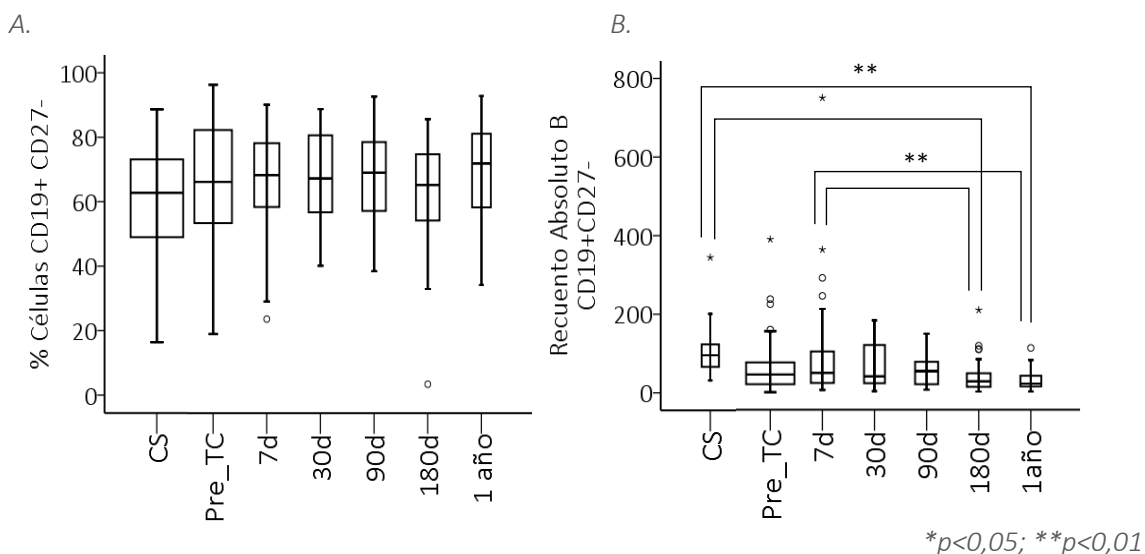 A.
% Células CD19+ CD27-
100
80
60
40
20
0
CS
Pre_TC
7d
30d
90d
180d
1 año
B.
Recuento Absoluto B
CD19+CD27-
800
600
400
200
0
**
**
CS
Pre_TC
7d
30d
90d
180d
1año
*p<0,05; **p<0,01